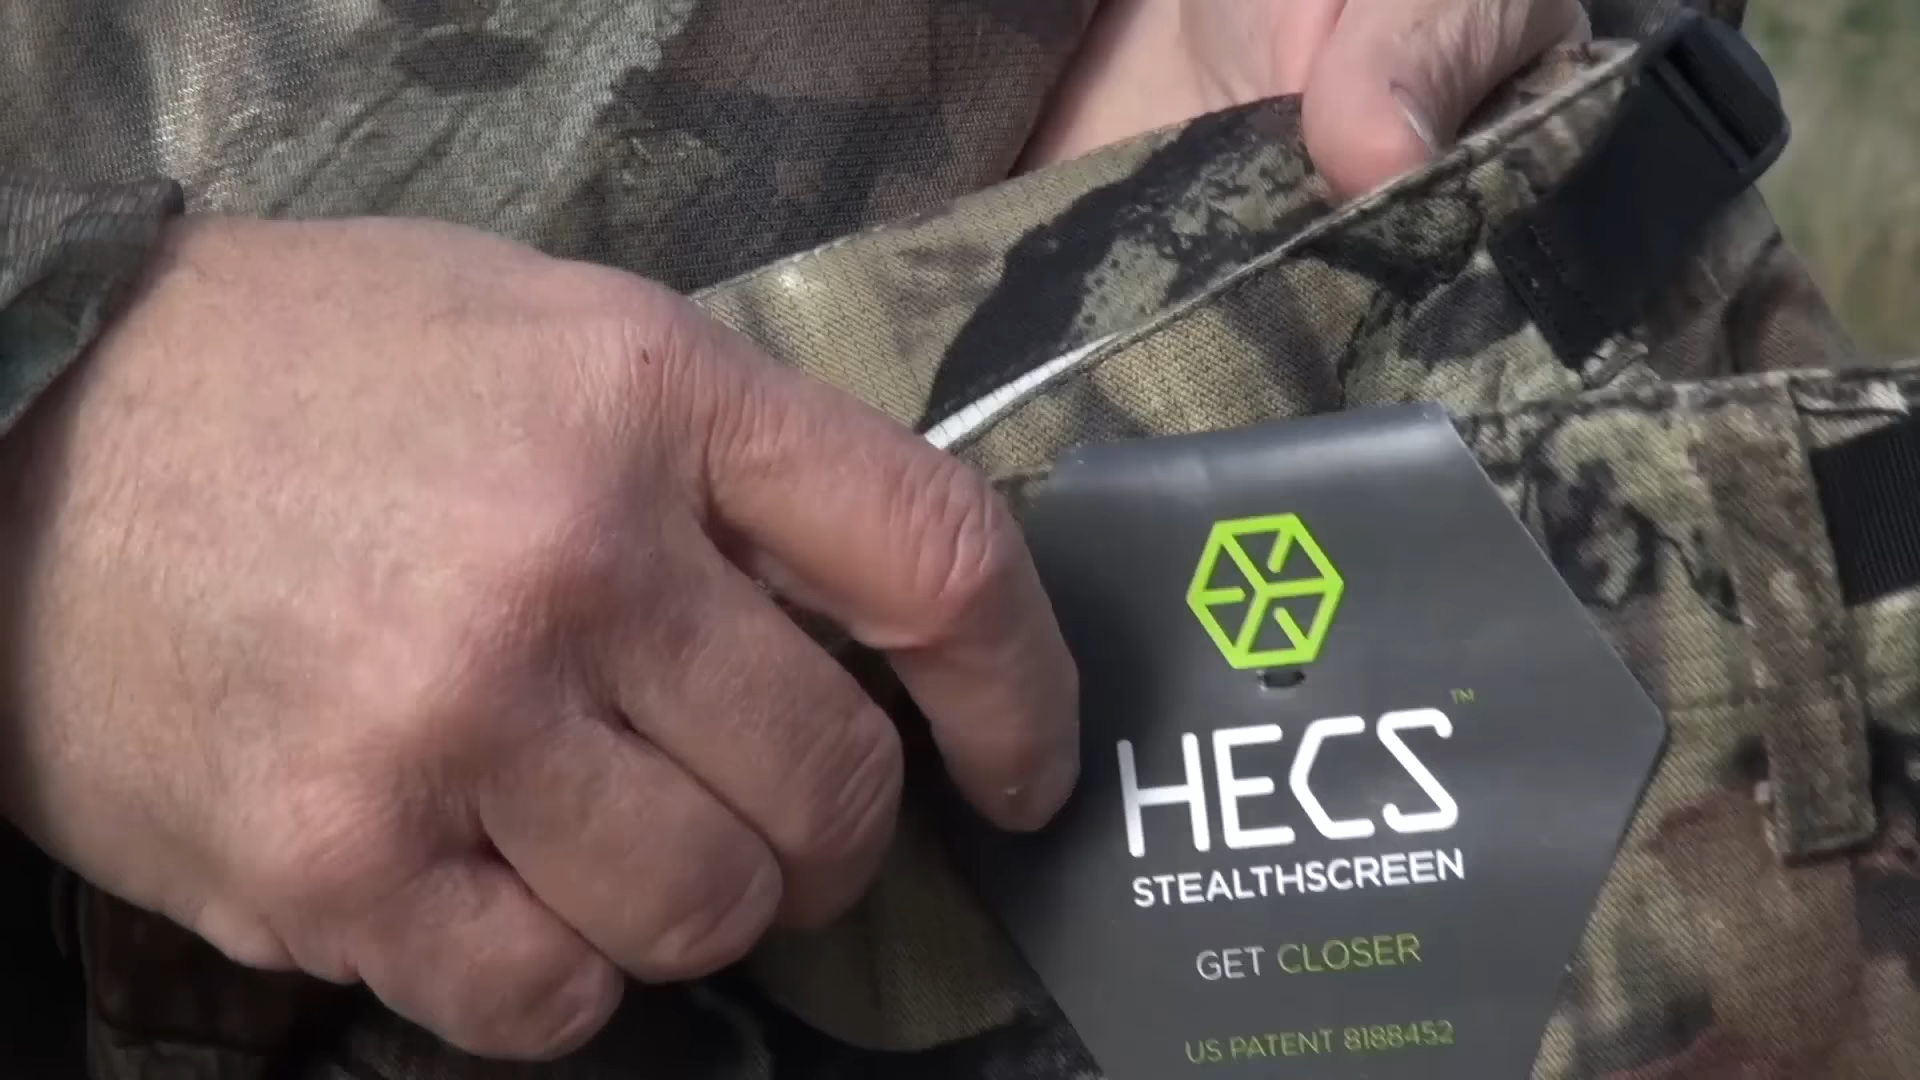 HECS™
STEALTHSCREEN
GET CLOSER
US PATENT 8188452